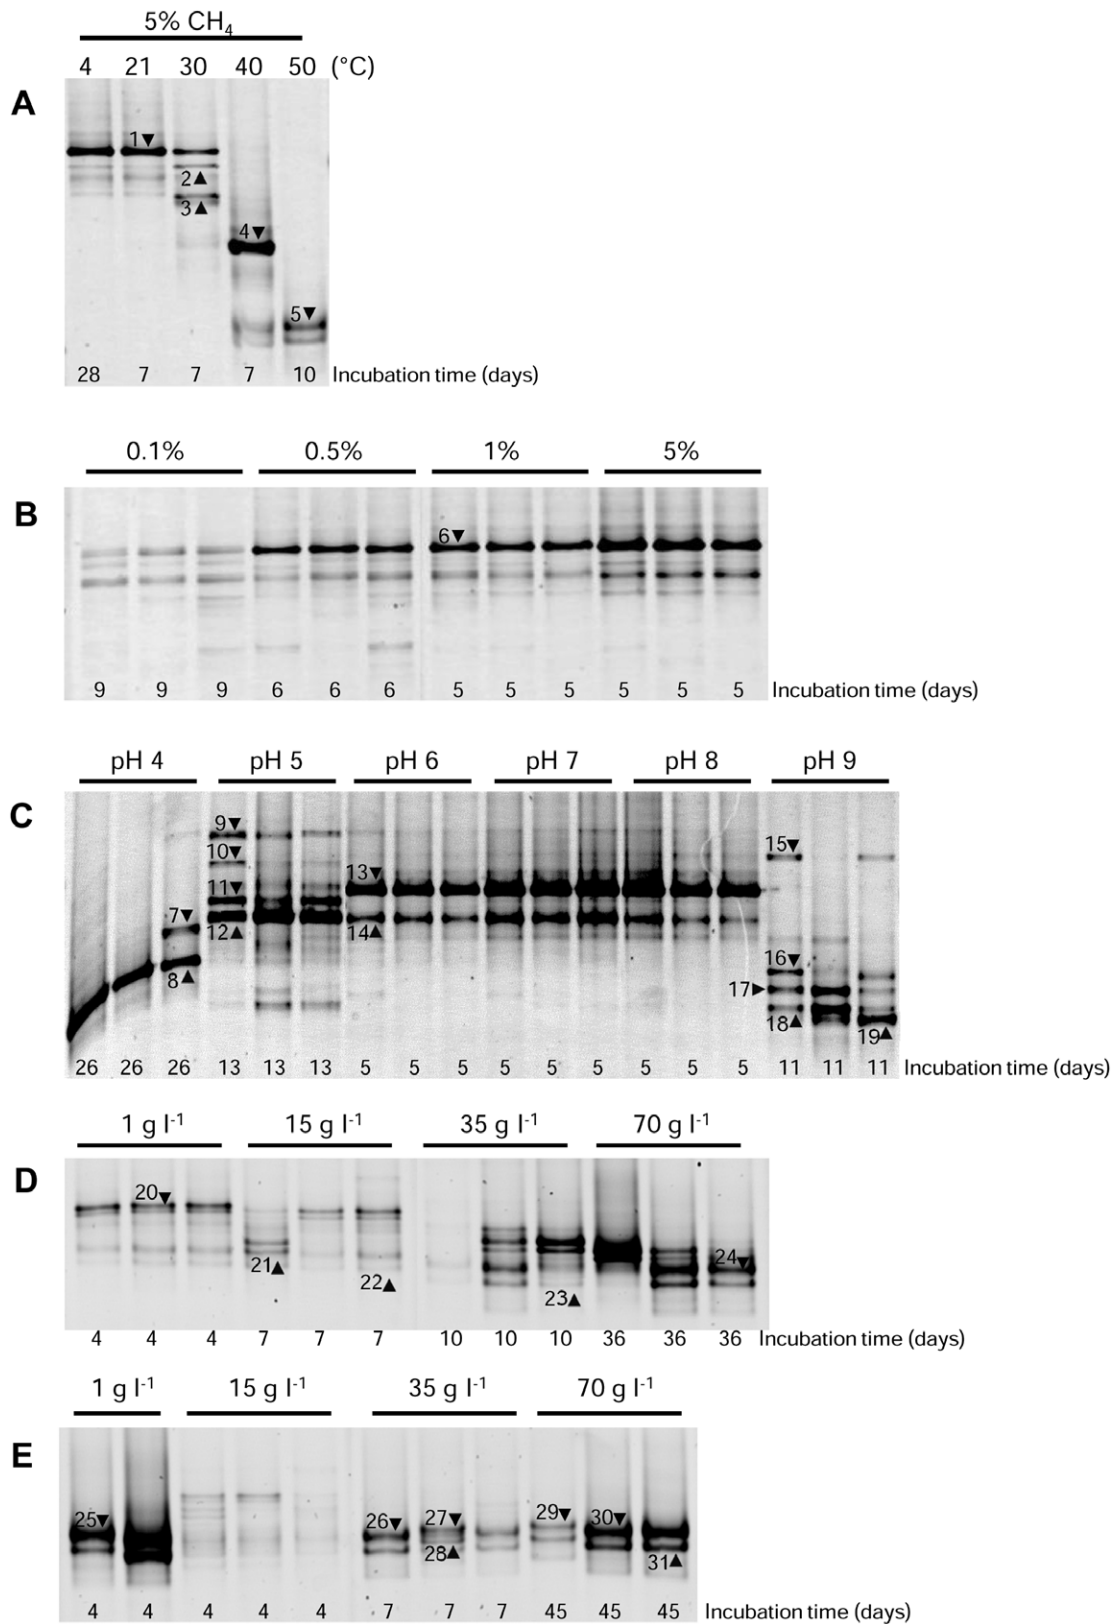 5% CH4
4 21 30 40 50 (°C)
A
1▼
2▲
3▲
4▼
5▼
28 7 7 7 10 Incubation time (days)
0.1% 0.5% 1% 5%
B
6▼
9 9 9 6 6 6 5 5 5 5 5 5 Incubation time (days)
pH 4 pH 5 pH 6 pH 7 pH 8 pH 9
C
9▼
10▼ 15▼
13▼
11▼
7▼ 12▲ 14▲
16▼
8▲ 17►
18▲
19▲
26 26 26 13 13 13 5 5 5 5 5 5 5 5 5 11 11 11 Incubation time (days)
1 g l-1 15 g l-1 35 g l-1 70 g l-1
D
20▼
21▲ 24▼
22▲
23▲
4 4 4 7 7 7 10 10 10 36 36 36 Incubation time (days)
1 g l-1 15 g l-1 35 g l-1 70 g l-1
E
25▼ 26▼ 27▼ 29▼ 30▼
28▲ 31▲
4 4 4 4 4 7 7 7 45 45 45 Incubation time (days)